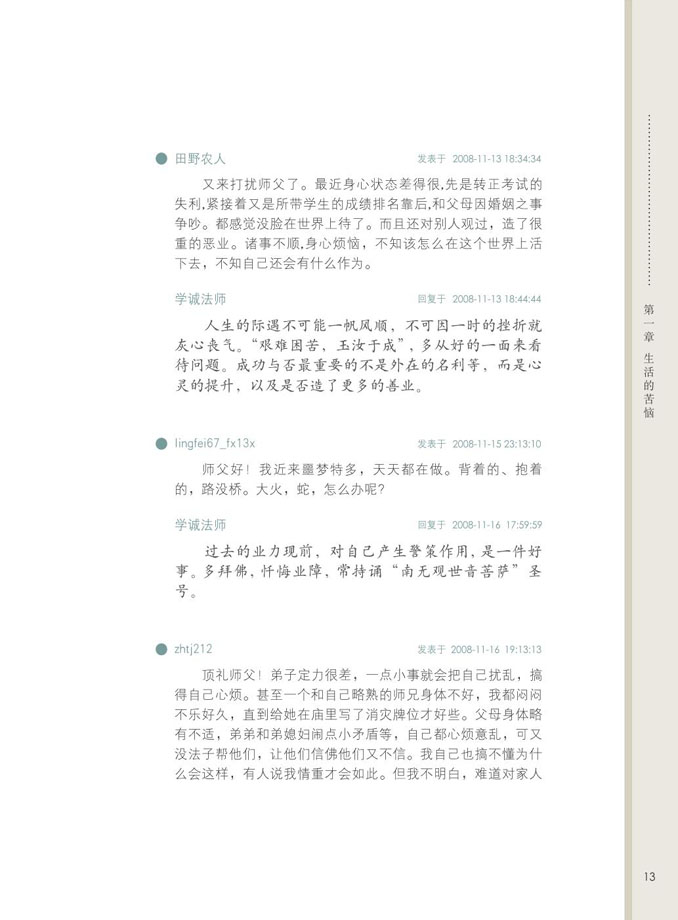 田野农人 发表于 2008-11-13 18:34:34
又来打扰师父了。最近身心状态差得很,先是转正考试的
失利,紧接着又是所带学生的成绩排名靠后,和父母因婚姻之事
争吵。都感觉没脸在世界上待了。而且还对别人观过，造了很
重的恶业。诸事不顺,身心烦恼，不知该怎么在这个世界上活
下去，不知自己还会有什么作为。
学诚法师 回复于 2008-11-13 18:44:44
人生的际遇不可能一帆风顺，不可因一时的挫折就
灰心丧气。“艰难困苦，玉汝于成”，多从好的一面来看
待问题。成功与否最重要的不是外在的名利等，而是心
灵的提升，以及是否造了更多的善业。
lingfei67_fx13x 发表于 2008-11-15 23:13:10
师父好！我近来噩梦特多，天天都在做。背着的、抱着
的，路没桥。大火，蛇，怎么办呢？
学诚法师 回复于 2008-11-16 17:59:59
过去的业力现前，对自己产生警策作用，是一件好
事。多拜佛，忏悔业障，常持诵“南无观世音菩萨”圣
号。
zhtj212 发表于 2008-11-16 19:13:13
顶礼师父！弟子定力很差，一点小事就会把自己扰乱，搞
得自己心烦。甚至一个和自己略熟的师兄身体不好，我都闷闷
不乐好久，直到给她在庙里写了消灾牌位才好些。父母身体略
有不适，弟弟和弟媳妇闹点小矛盾等，自己都心烦意乱，可又
没法子帮他们，让他们信佛他们又不信。我自己也搞不懂为什
么会这样，有人说我情重才会如此。但我不明白，难道对家人
第一章 生活的苦恼
13